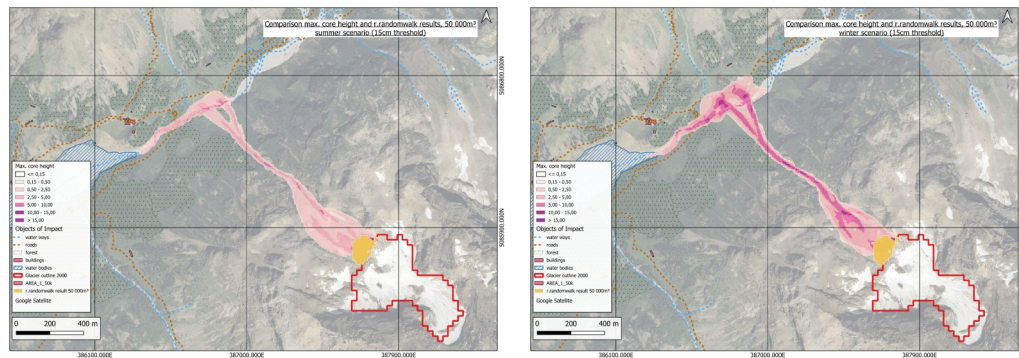 Comparison max. core height and r.randomwalk results, 50 000m³
summer scenario (15cm threshold)
5086800.000N
5085900.000N
Max. core height
<= 0,15
0,15 - 0,50
0,50 - 2,50
2,50 - 5,00
5,00 - 10,00
10,00 - 15,00
> 15,00
Objects of Impact
water ways
roads
forest
buildings
water bodies
Glacier outline 2000
AREA_1_50k
r.randomwalk result 50 000m³
Google Satellite
0 200 400 m
386100.000E 387000.000E 387900.000E
Comparison max. core height and r.randomwalk results, 50 000m³
winter scenario (15cm threshold)
5086800.000N
5085900.000N
Max. core height
<= 0,15
0,15 - 0,50
0,50 - 2,50
2,50 - 5,00
5,00 - 10,00
10,00 - 15,00
> 15,00
Objects of Impact
water ways
roads
forest
buildings
water bodies
Glacier outline 2000
AREA_1_50k
r.randomwalk result 50 000m³
Google Satellite
0 200 400 m
386100.000E 387000.000E 387900.000E